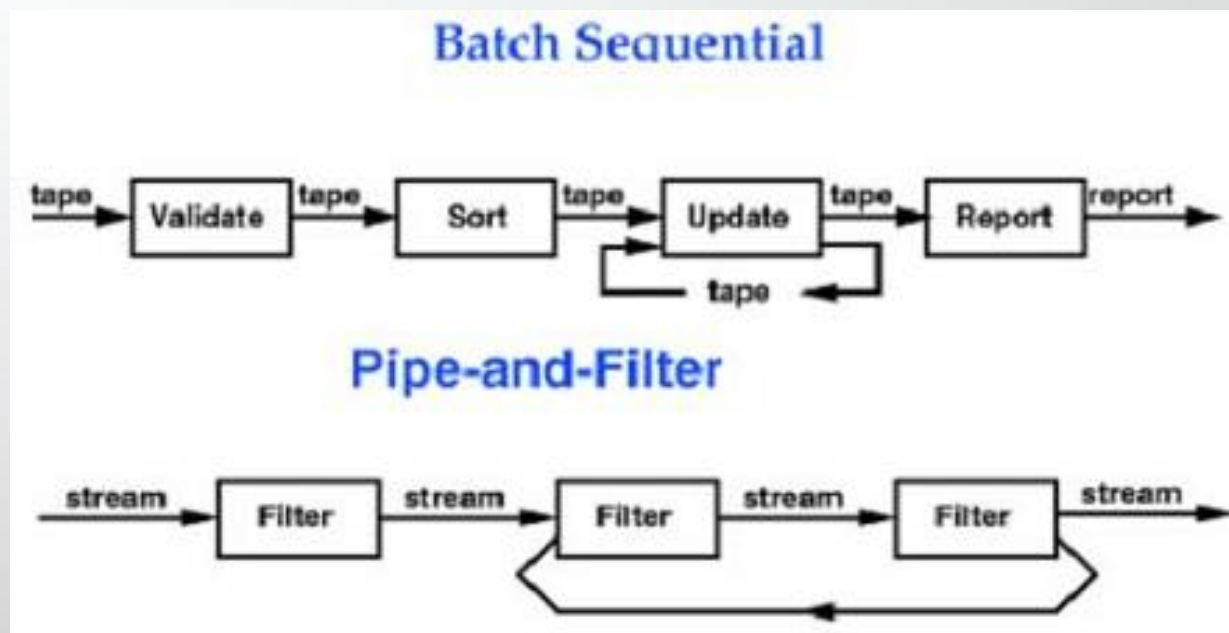 Batch Sequential
tape Validate tape Sort tape Update tape Report report
tape
Pipe-and-Filter
stream Filter stream Filter stream Filter stream